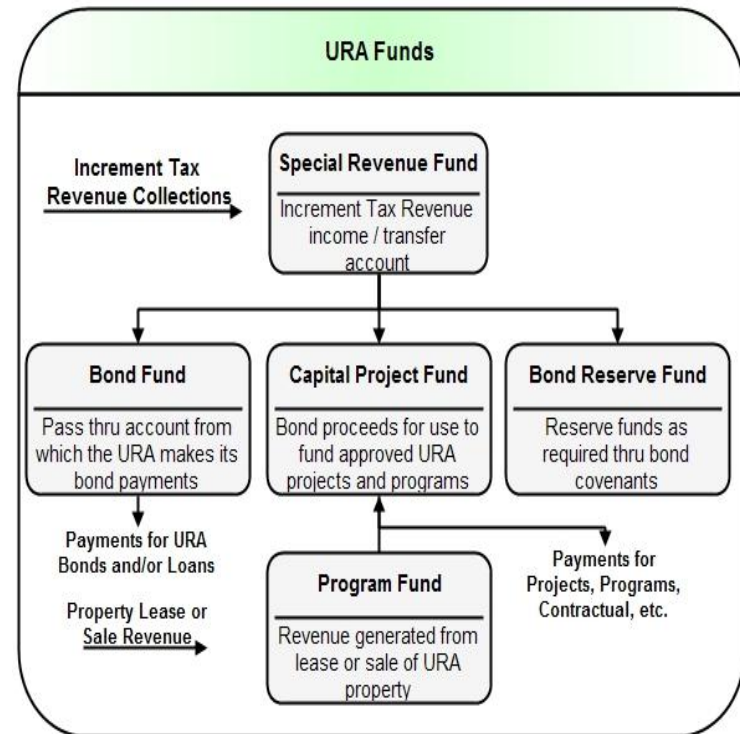 URA Funds
Increment Tax
Revenue Collections
Special Revenue Fund
Increment Tax Revenue
income / transfer
account
Bond Fund
Pass thru account from
which the URA makes its
bond payments
Capital Project Fund
Bond proceeds for use to
fund approved URA
projects and programs
Bond Reserve Fund
Reserve funds as
required thru bond
covenants
Payments for URA
Bonds and/or Loans
Property Lease or
Sale Revenue
Program Fund
Revenue generated from
lease or sale of URA
property
Payments for
Projects, Programs,
Contractual, etc.